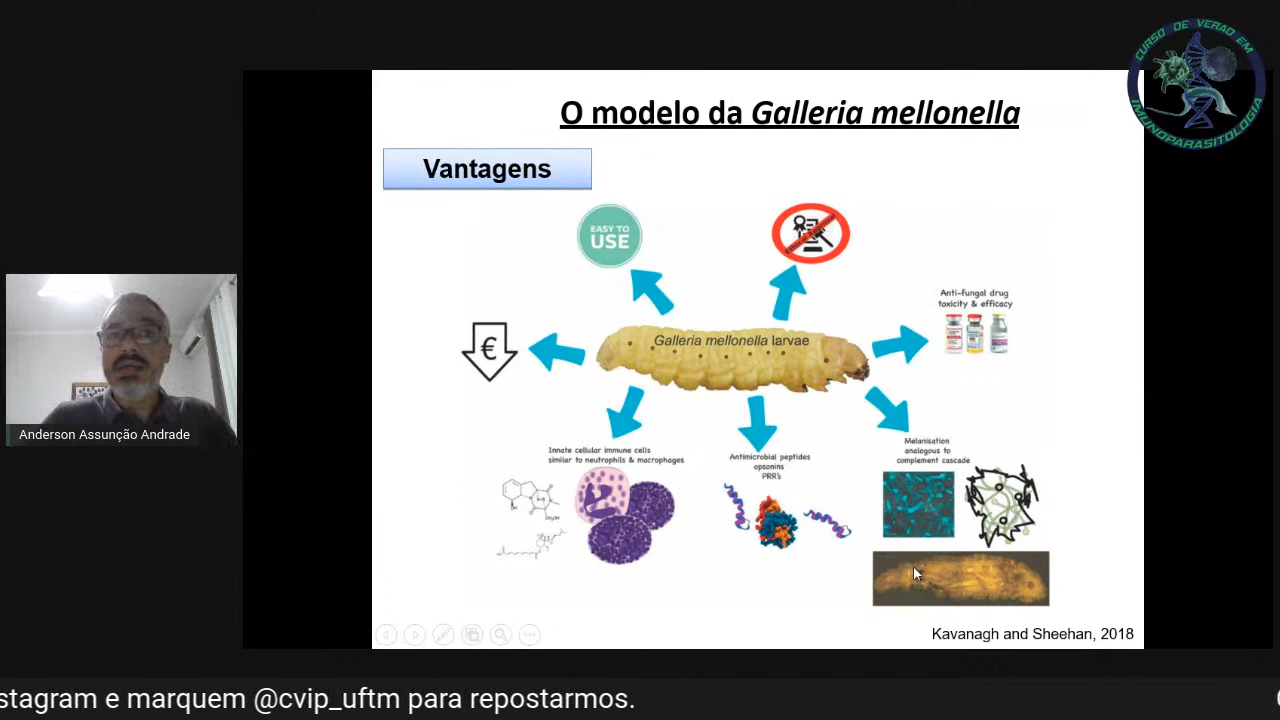 CURSO DE VERÃO EM
IMUNOPARASITOLOGIA
O modelo da Galleria mellonella
Vantagens
EASY TO
USE
Anti-fungal drug
toxicity & efficacy
Galleria mellonella larvae
€
Innate cellular immune cells
similar to neutrophils & macrophages
Antimicrobial peptides
opsonins
PRR's
Melanisation
analogous to
complement cascade
Anderson Assunção Andrade
Kavanagh and Sheehan, 2018
stagram e marquem @cvip_uftm para repostarmos.